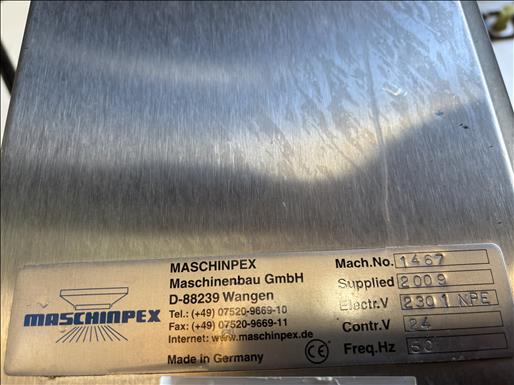 MASCHINPEX
MASCHINPEX
Maschinenbau GmbH
D-88239 Wangen
Tel.: (+49) 07520-9669-10
Fax: (+49) 07520-9669-11
Internet: www.maschinpex.de
Made in Germany
CE
Mach.No. 1467
Supplied 2009
Electr.V 230 1 NPE
Contr.V 24
Freq.Hz 50